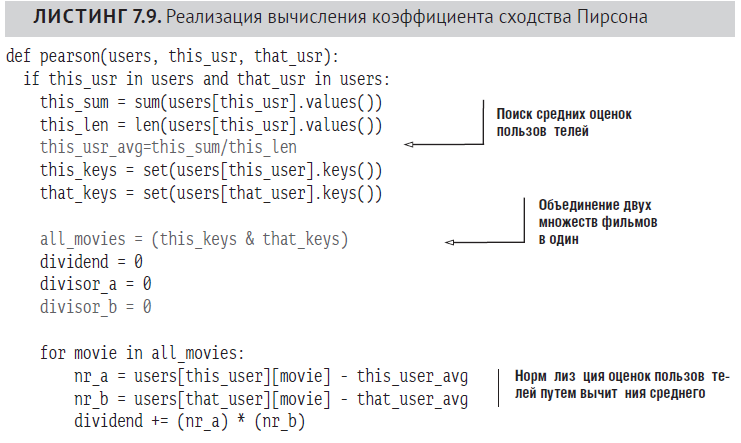 ЛИСТИНГ 7.9. Реализация вычисления коэффициента сходства Пирсона
def pearson(users, this_usr, that_usr):
  if this_usr in users and that_usr in users:
    this_sum = sum(users[this_usr].values())
    this_len = len(users[this_usr].values())
    this_usr_avg=this_sum/this_len
    this_keys = set(users[this_user].keys())
    that_keys = set(users[that_user].keys())
Поиск средних оценок
пользов телей
    all_movies = (this_keys & that_keys)
    dividend = 0
    divisor_a = 0
    divisor_b = 0
Объединение двух
множеств фильмов
в один
    for movie in all_movies:
        nr_a = users[this_user][movie] - this_user_avg
        nr_b = users[that_user][movie] - that_user_avg
        dividend += (nr_a) * (nr_b)
Норм лиз ция оценок пользов те-
лей путем вычит ния среднего